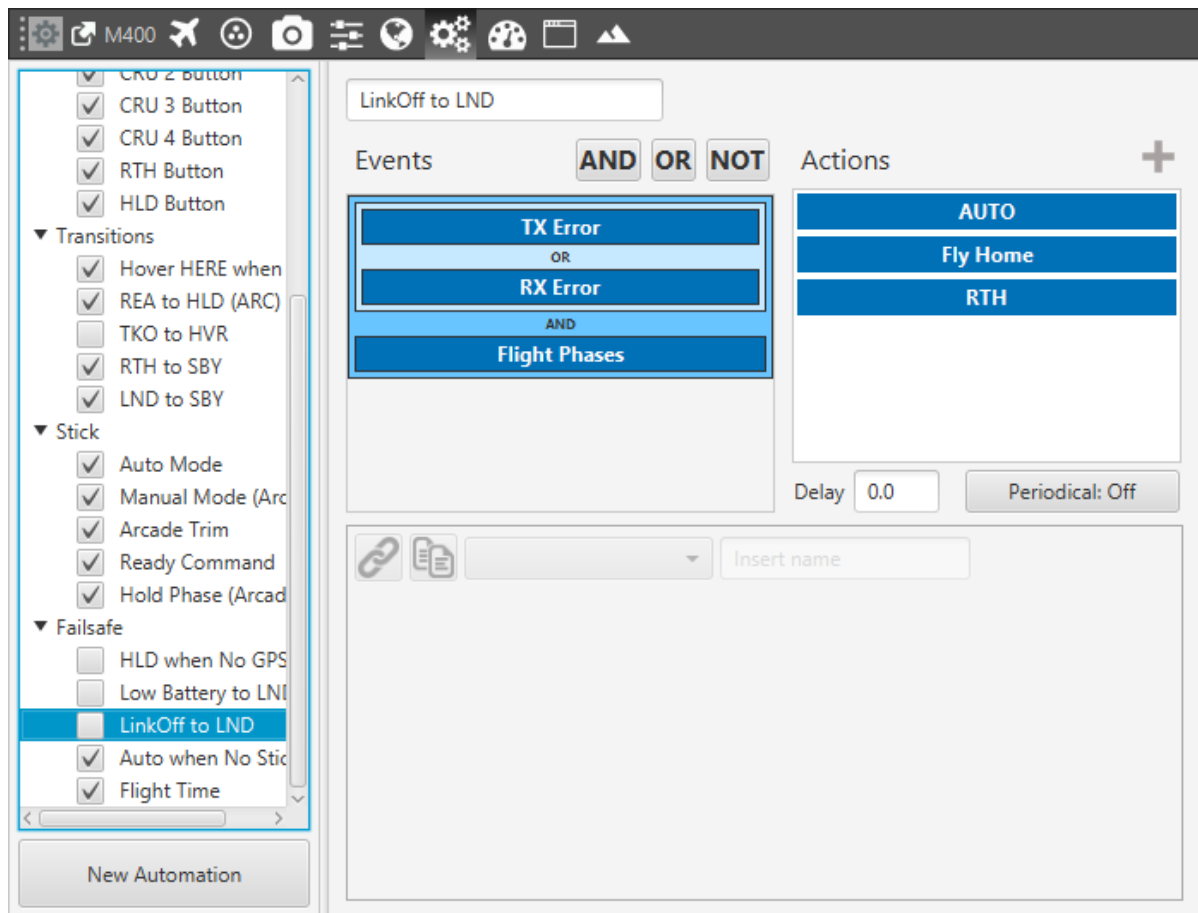 M400
CRU 2 Button
CRU 3 Button
CRU 4 Button
RTH Button
HLD Button
Transitions
Hover HERE when
REA to HLD (ARC)
TKO to HVR
RTH to SBY
LND to SBY
Stick
Auto Mode
Manual Mode (Arc
Arcade Trim
Ready Command
Hold Phase (Arcad
Failsafe
HLD when No GPS
Low Battery to LND
LinkOff to LND
Auto when No Stic
Flight Time
New Automation
LinkOff to LND
Events AND OR NOT
TX Error
OR
RX Error
AND
Flight Phases
Actions
AUTO
Fly Home
RTH
Delay 0.0 Periodical: Off
Insert name